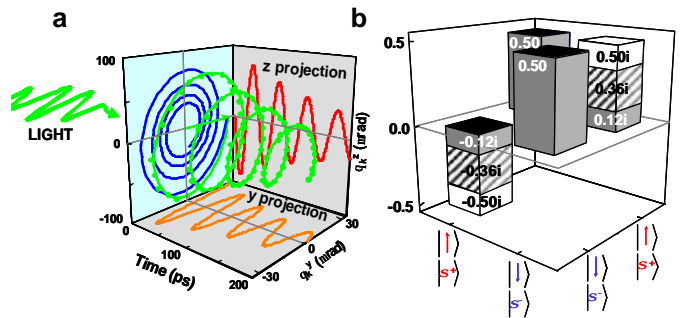 a
LIGHT
100
0
-100
z projection
y projection
q_k^z (mrad)
30
0
-30
q_k^y (mrad)
0
100
200
Time (ps)
b
0.5
0.0
-0.5
0.50
0.50
0.50i
0.36i
0.12i
-0.12i
-0.36i
-0.50i
|↑⟩
|S+⟩
|↓⟩
|S-⟩
|↓⟩
|S-⟩
|↑⟩
|S+⟩